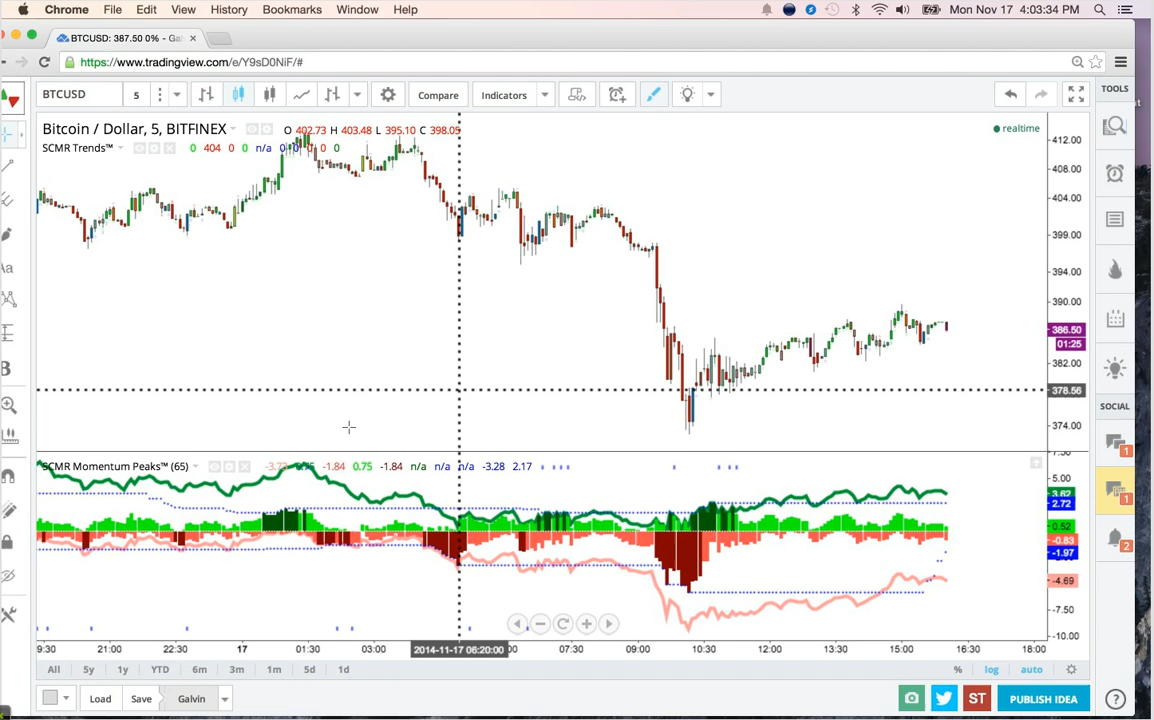 Chrome File Edit View History Bookmarks Window Help Mon Nov 17 4:03:34 PM
BTCUSD: 387.50 0% - Gal
https://www.tradingview.com/e/Y9sD0NiF/#
BTCUSD 5 Compare Indicators TOOLS
Bitcoin / Dollar, 5, BITFINEX O 402.73 H 403.48 L 395.10 C 398.05 realtime
SCMR Trends™ 0 404 0 0 n/a 0 0 0 0
412.00
408.00
404.00
399.00
394.00
390.00
386.50
01:25
382.00
378.56
374.00
SOCIAL
1
1
2
SCMR Momentum Peaks™ (65) -1.84 0.75 -1.84 n/a n/a n/a -3.28 2.17
5.00
3.62
2.72
0.52
-0.83
-1.97
-4.69
-7.50
-10.00
9:30 21:00 22:30 17 01:30 03:00 2014-11-17 06:20:00 07:30 09:00 10:30 12:00 13:30 15:00 16:30 18:00
All 5y 1y YTD 6m 3m 1m 5d 1d % log auto
Load Save Galvin ST PUBLISH IDEA ?